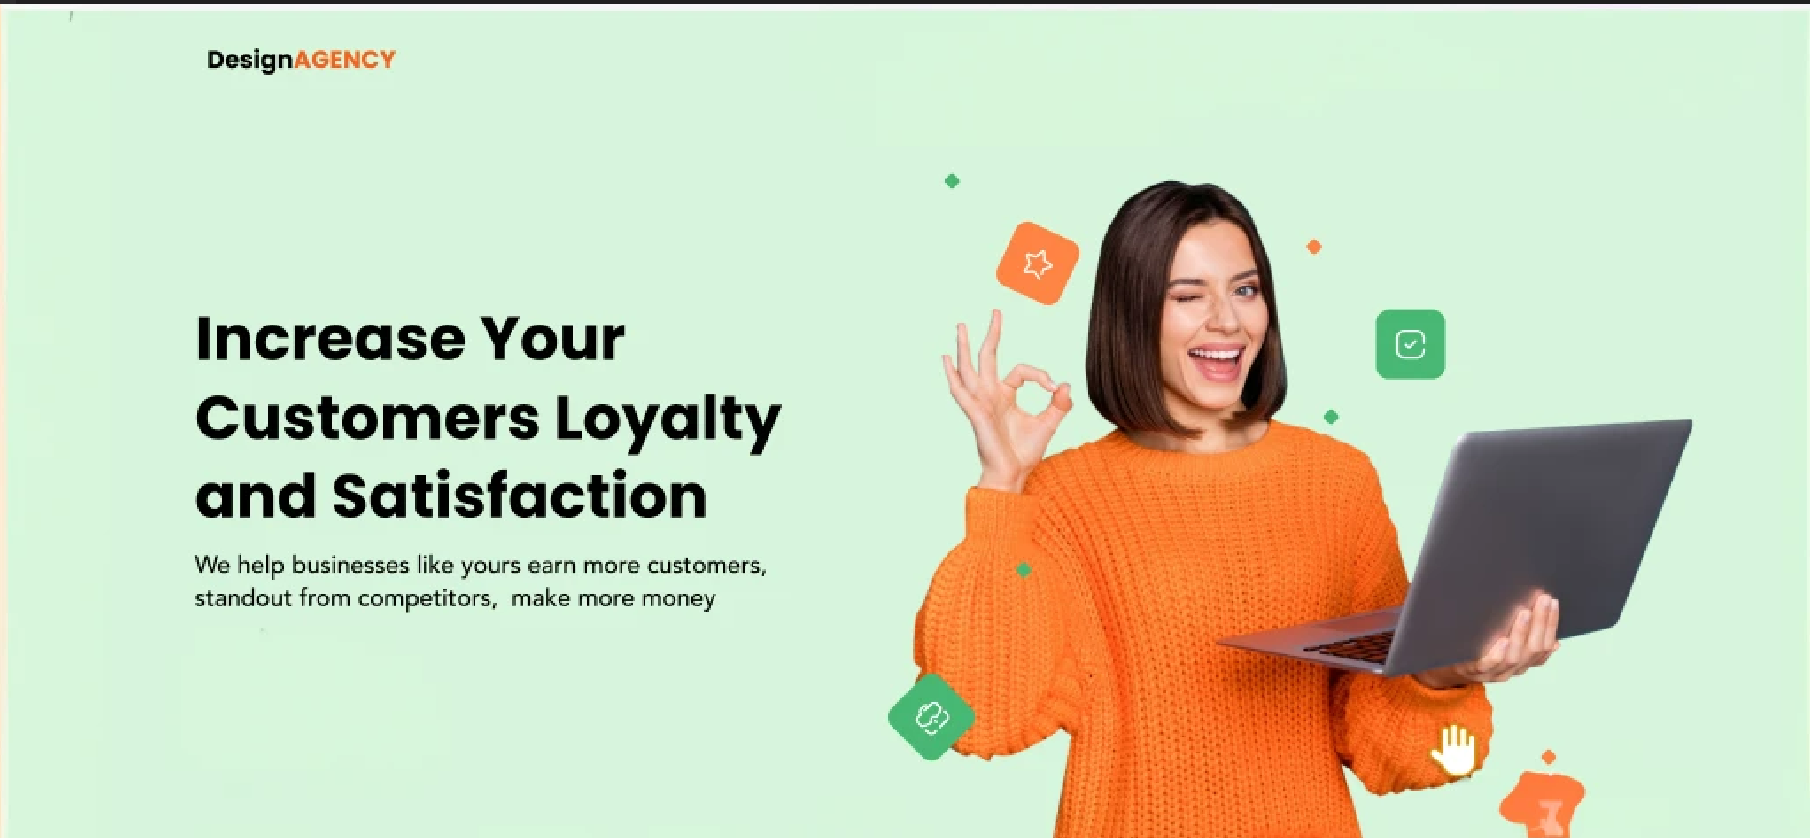 DesignAGENCY
Increase Your
Customers Loyalty
and Satisfaction
We help businesses like yours earn more customers,
standout from competitors,  make more money